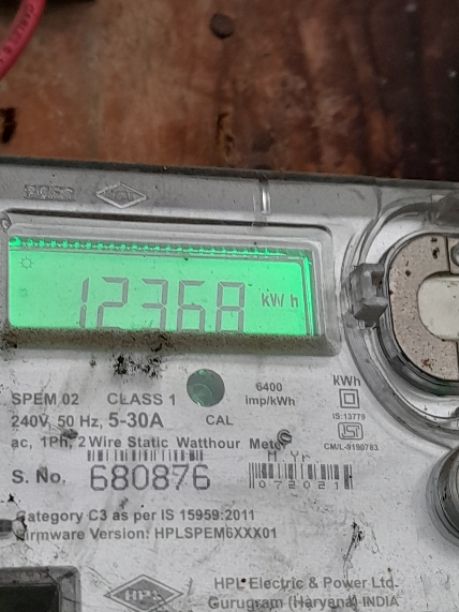 HPL
12368 kWh
SPEM 02 CLASS 1 6400 imp/kWh kWh
240V, 50 Hz, 5-30A CAL IS:13779
ac, 1Ph, 2 Wire Static Watthour Meter CM/L-9190783
M Yr
S. No. 680876 072021
Category C3 as per IS 15959:2011
Firmware Version: HPLSPEM6XXX01
HPL HPL Electric & Power Ltd.
Gurugram (Haryana) INDIA